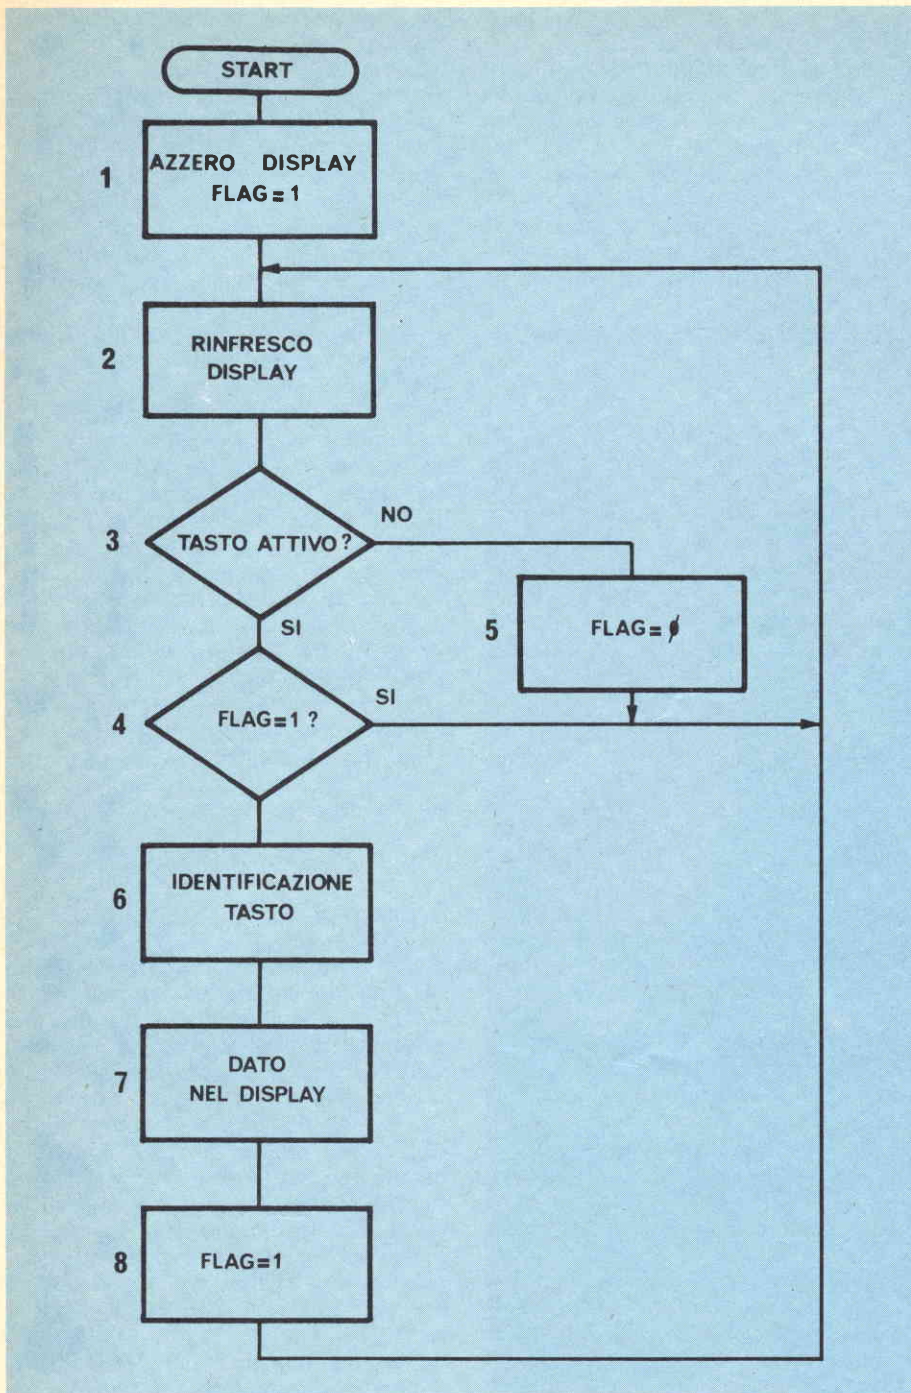 START
1
AZZERO DISPLAY
FLAG=1
2
RINFRESCO
DISPLAY
3
TASTO ATTIVO?
NO
SI
5
FLAG=ø
4
FLAG=1?
SI
6
IDENTIFICAZIONE
TASTO
7
DATO
NEL DISPLAY
8
FLAG=1